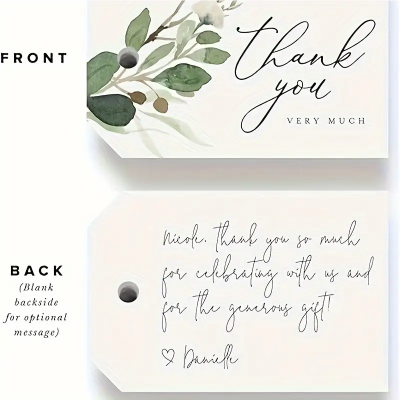 FRONT
thank
you
VERY MUCH
BACK
(Blank
backside
for optional
message)
Nicole, thank you so much
for celebrating with us and
for the generous gift!
♡ Danielle